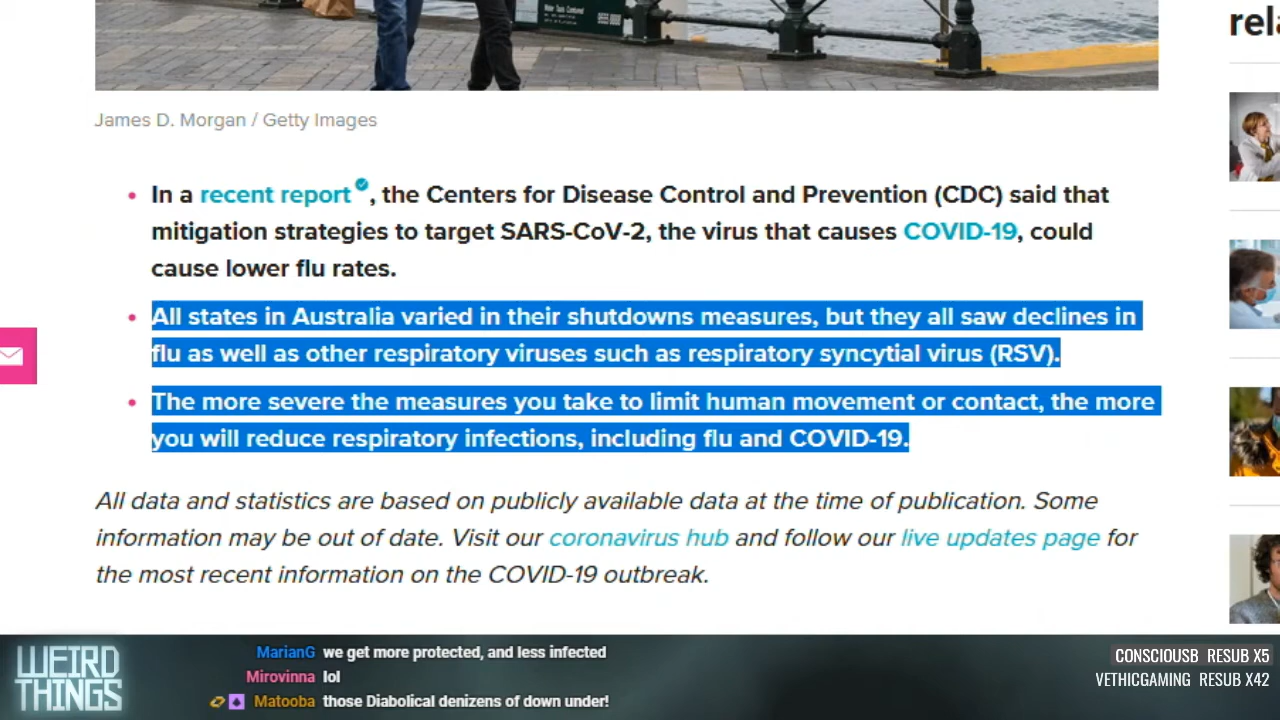 rel
James D. Morgan / Getty Images
• In a recent report, the Centers for Disease Control and Prevention (CDC) said that
mitigation strategies to target SARS-CoV-2, the virus that causes COVID-19, could
cause lower flu rates.
• All states in Australia varied in their shutdowns measures, but they all saw declines in
flu as well as other respiratory viruses such as respiratory syncytial virus (RSV).
• The more severe the measures you take to limit human movement or contact, the more
you will reduce respiratory infections, including flu and COVID-19.
All data and statistics are based on publicly available data at the time of publication. Some
information may be out of date. Visit our coronavirus hub and follow our live updates page for
the most recent information on the COVID-19 outbreak.
WEIRD
THINGS
MarianG we get more protected, and less infected
Mirovinna lol
Matooba those Diabolical denizens of down under!
CONSCIOUSB RESUB X5
VETHICGAMING RESUB X42